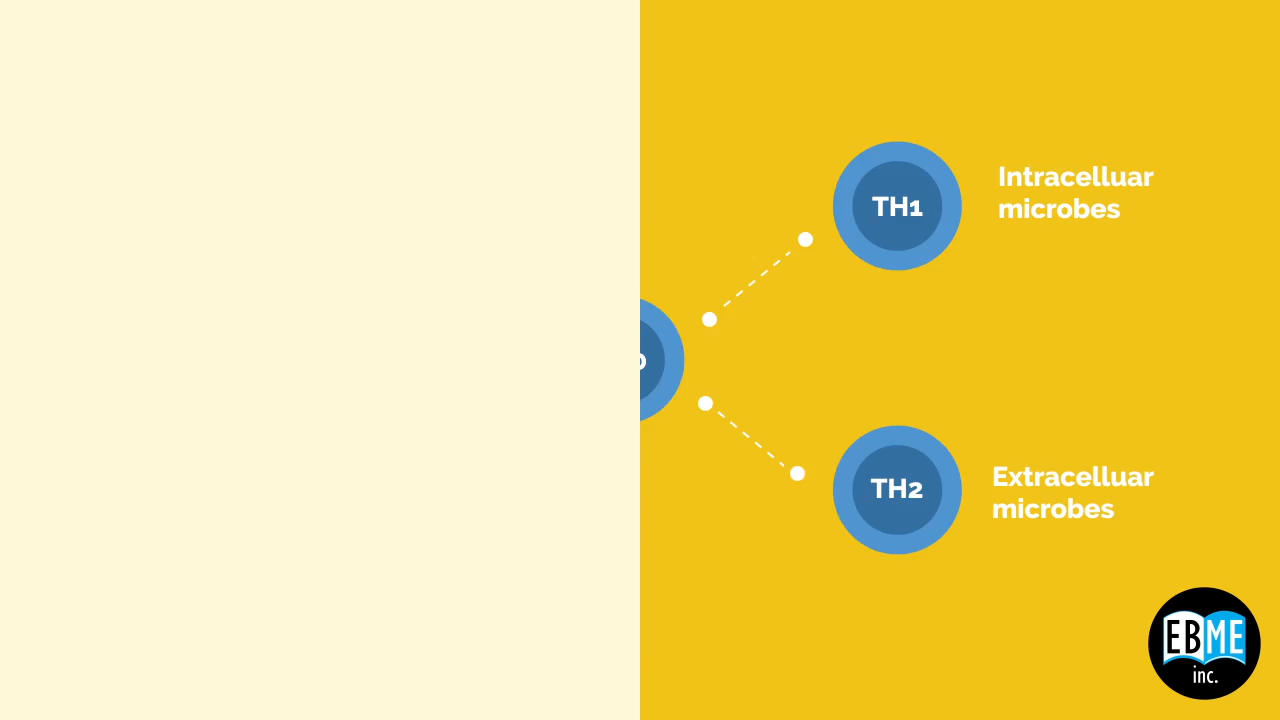 TH1
Intracelluar
microbes
TH2
Extracelluar
microbes
EBME
inc.